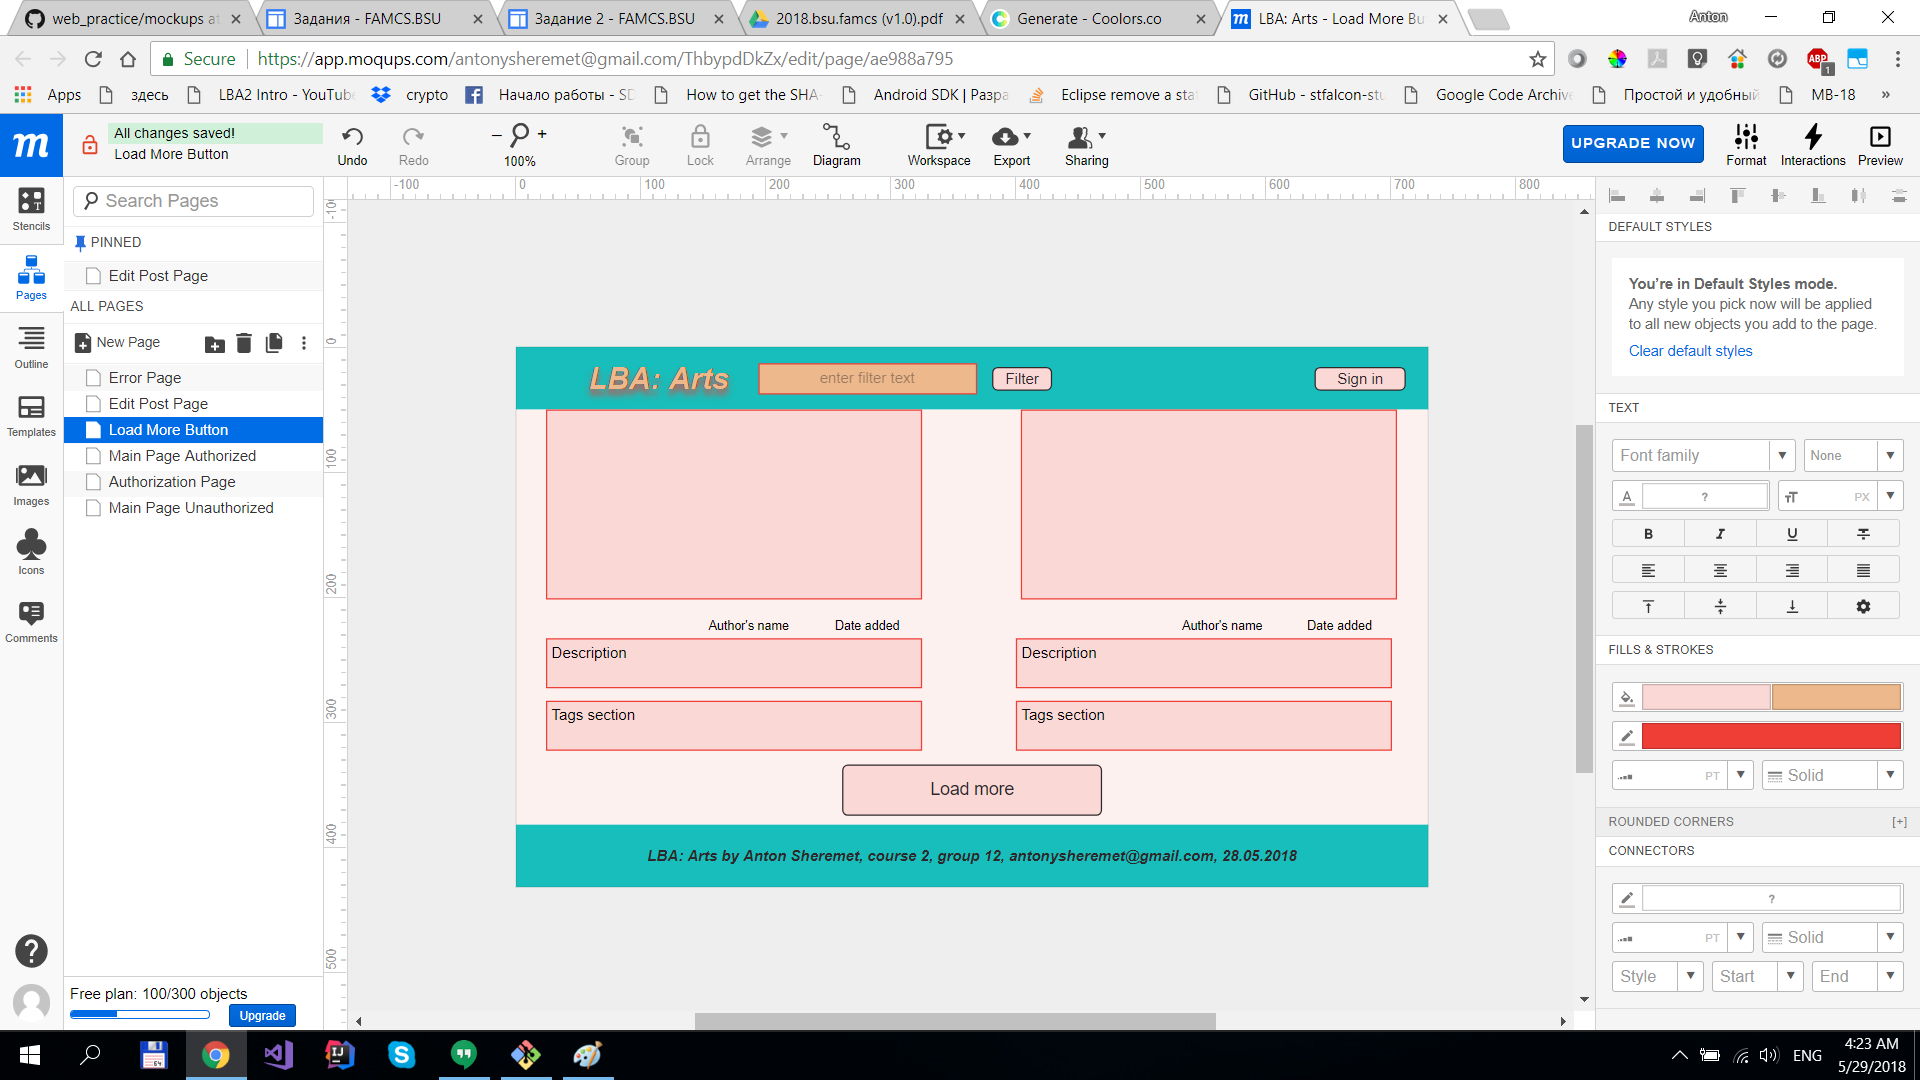 web_practice/mockups at
Задания - FAMCS.BSU
Задание 2 - FAMCS.BSU
2018.bsu.famcs (v1.0).pdf
Generate - Coolors.co
LBA: Arts - Load More Bu
Anton
Secure
https://app.moqups.com/antonysheremet@gmail.com/ThbypdDkZx/edit/page/ae988a795
ABP
1
Apps
здесь
LBA2 Intro - YouTube
crypto
Начало работы - SD
How to get the SHA-
Android SDK | Разра
Eclipse remove a sta
GitHub - stfalcon-stu
Google Code Archive
Простой и удобный
MB-18
»
m
All changes saved!
Load More Button
Undo
Redo
100%
Group
Lock
Arrange
Diagram
Workspace
Export
Sharing
UPGRADE NOW
Format
Interactions
Preview
Stencils
Pages
Outline
Templates
Images
Icons
Comments
Search Pages
PINNED
Edit Post Page
ALL PAGES
New Page
Error Page
Edit Post Page
Load More Button
Main Page Authorized
Authorization Page
Main Page Unauthorized
Free plan: 100/300 objects
Upgrade
-100
0
100
200
300
400
500
600
700
800
0
100
200
300
400
500
LBA: Arts
enter filter text
Filter
Sign in
Author's name
Date added
Author's name
Date added
Description
Description
Tags section
Tags section
Load more
LBA: Arts by Anton Sheremet, course 2, group 12, antonysheremet@gmail.com, 28.05.2018
DEFAULT STYLES
You're in Default Styles mode.
Any style you pick now will be applied
to all new objects you add to the page.
Clear default styles
TEXT
Font family
None
A
?
PX
B
I
U
FILLS & STROKES
PT
Solid
ROUNDED CORNERS
[+]
CONNECTORS
?
PT
Solid
Style
Start
End
ENG
4:23 AM
5/29/2018